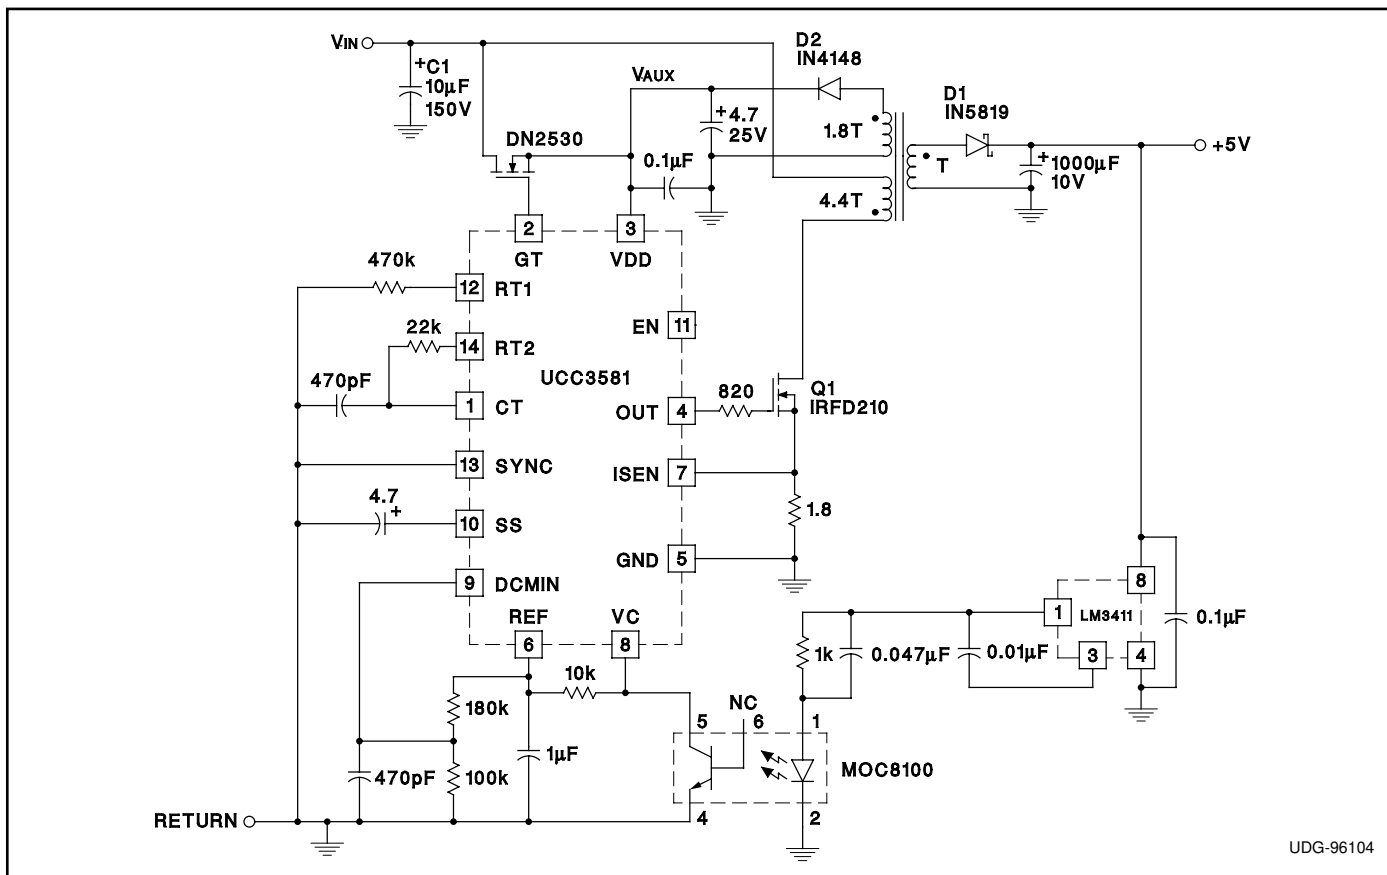 VIN
+C1
10µF
150V
VAUX
D2
IN4148
D1
IN5819
DN2530
+4.7
25V
0.1µF
1.8T
4.4T
T
+1000µF
10V
+5V
2
3
GT
VDD
470k
12 RT1
22k
14 RT2
EN 11
470pF
UCC3581
1 CT
OUT 4
820
Q1
IRFD210
13 SYNC
ISEN 7
4.7
+
10 SS
1.8
GND 5
9 DCMIN
REF
VC
6
8
8
1
LM3411
0.1µF
1k
0.047µF
0.01µF
3
4
10k
180k
NC
5
6
1
470pF
100k
1µF
MOC8100
4
2
RETURN
UDG-96104